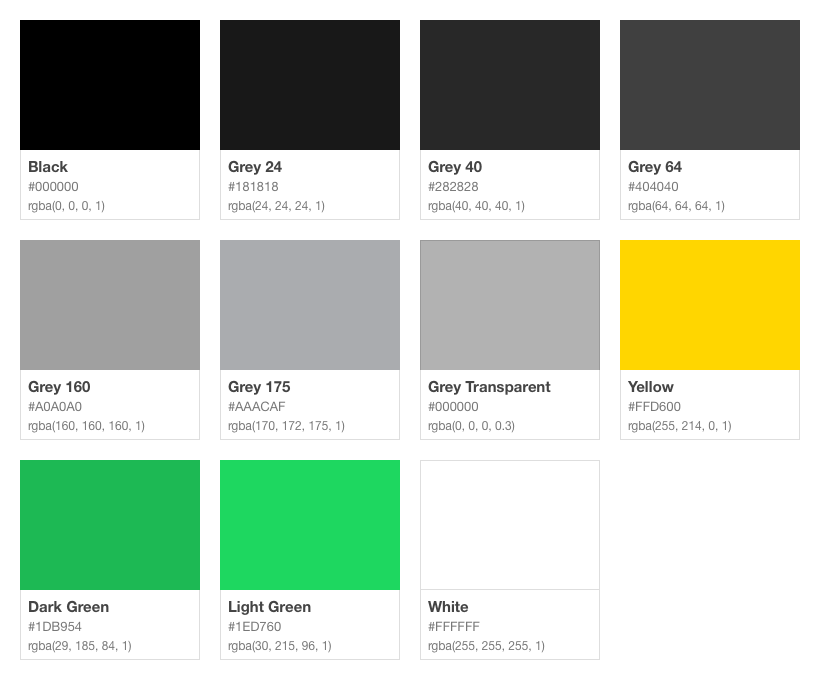 Black
#000000
rgba(0, 0, 0, 1)
Grey 24
#181818
rgba(24, 24, 24, 1)
Grey 40
#282828
rgba(40, 40, 40, 1)
Grey 64
#404040
rgba(64, 64, 64, 1)
Grey 160
#A0A0A0
rgba(160, 160, 160, 1)
Grey 175
#AAACAF
rgba(170, 172, 175, 1)
Grey Transparent
#000000
rgba(0, 0, 0, 0.3)
Yellow
#FFD600
rgba(255, 214, 0, 1)
Dark Green
#1DB954
rgba(29, 185, 84, 1)
Light Green
#1ED760
rgba(30, 215, 96, 1)
White
#FFFFFF
rgba(255, 255, 255, 1)